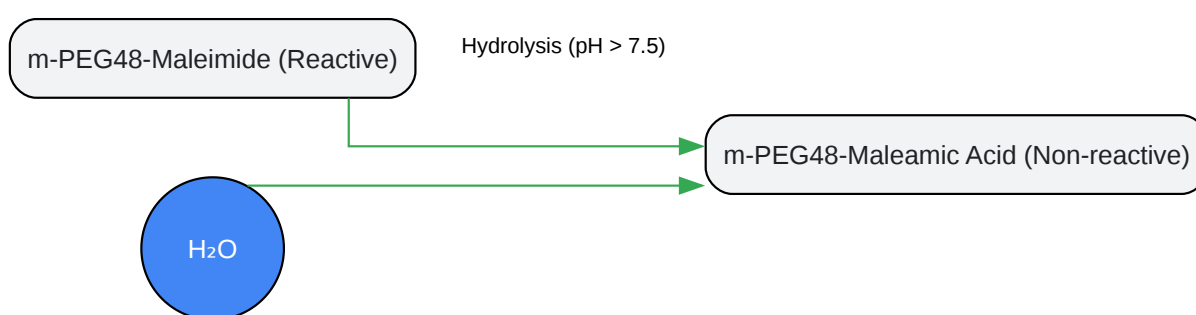 m-PEG48-Maleimide (Reactive)
Hydrolysis (pH > 7.5)
m-PEG48-Maleamic Acid (Non-reactive)
H₂O